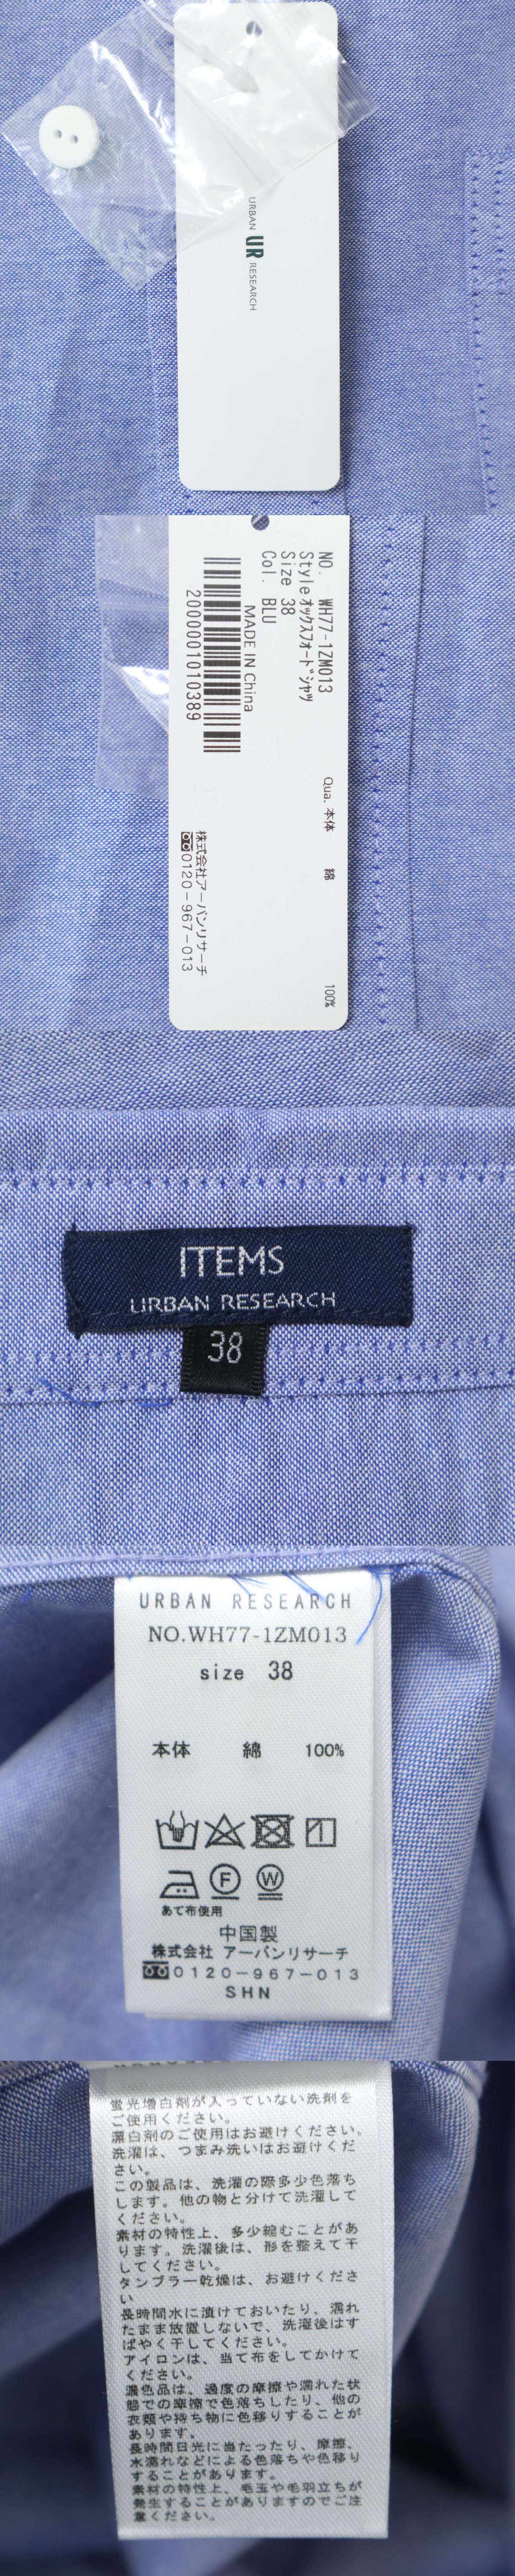 URBAN UR RESEARCH
NO. WH77-1ZM013
Style オックスフォードシャツ
Size 38
Col. BLU
MADE IN China
2000001010389
Qua. 本体 綿 100%
株式会社アーバンリサーチ
0120-967-013
ITEMS
URBAN RESEARCH
38
URBAN RESEARCH
NO.WH77-1ZM013
size 38
本体 綿 100%
F W
あて布使用
中国製
株式会社 アーバンリサーチ
0120-967-013
SHN
蛍光増白剤が入っていない洗剤を
ご使用ください。
漂白剤のご使用はお避けください。
洗濯は、つまみ洗いはお避けくだ
さい。
この製品は、洗濯の際多少色落ち
します。他の物と分けて洗濯して
ください。
素材の特性上、多少縮むことがあ
ります。洗濯後は、形を整えて干
してください。
タンブラー乾燥は、お避けくださ
い
長時間水に漬けておいたり、濡れ
たまま放置しないで、洗濯後はす
ばやく干してください。
アイロンは、当て布をしてかけて
ください。
濃色品は、過度の摩擦や濡れた状
態での摩擦で色落ちしたり、他の
衣類や持ち物に色移りすることが
あります。
長時間日光に当たったり、摩擦、
水濡れなどによる色落ちや色移り
することがあります。
素材の特性上、毛玉や毛羽立ちが
発生することがありますのでご注
意ください。